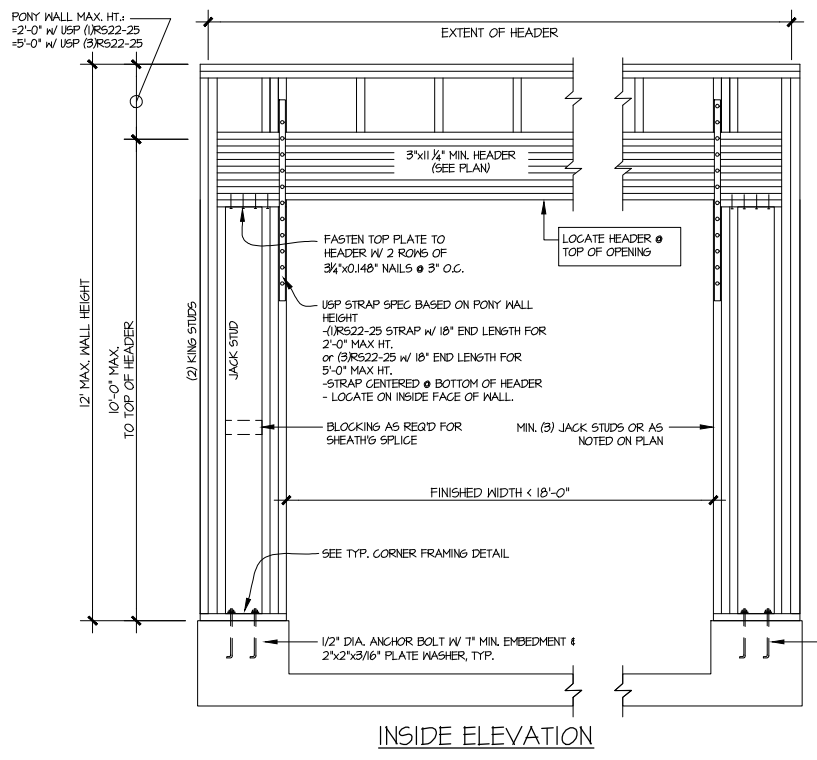 PONY WALL MAX. HT.:
=2'-0" W/ USP (1)RS22-25
=5'-0" W/ USP (3)RS22-25
EXTENT OF HEADER
3"x11 1/4" MIN. HEADER
(SEE PLAN)
FASTEN TOP PLATE TO
HEADER W/ 2 ROWS OF
3 1/4"x0.148" NAILS @ 3" O.C.
LOCATE HEADER @
TOP OF OPENING
12' MAX. WALL HEIGHT
10'-0" MAX.
TO TOP OF HEADER
(2) KING STUDS
JACK STUD
USP STRAP SPEC BASED ON PONY WALL
HEIGHT
-(1)RS22-25 STRAP W/ 18" END LENGTH FOR
2'-0" MAX HT.
or (3)RS22-25 W/ 18" END LENGTH FOR
5'-0" MAX HT.
-STRAP CENTERED @ BOTTOM OF HEADER
- LOCATE ON INSIDE FACE OF WALL.
BLOCKING AS REQ'D FOR
SHEATH'G SPLICE
MIN. (3) JACK STUDS OR AS
NOTED ON PLAN
FINISHED WIDTH < 18'-0"
SEE TYP. CORNER FRAMING DETAIL
1/2" DIA. ANCHOR BOLT W/ 7" MIN. EMBEDMENT &
2"x2"x3/16" PLATE WASHER, TYP.
INSIDE ELEVATION